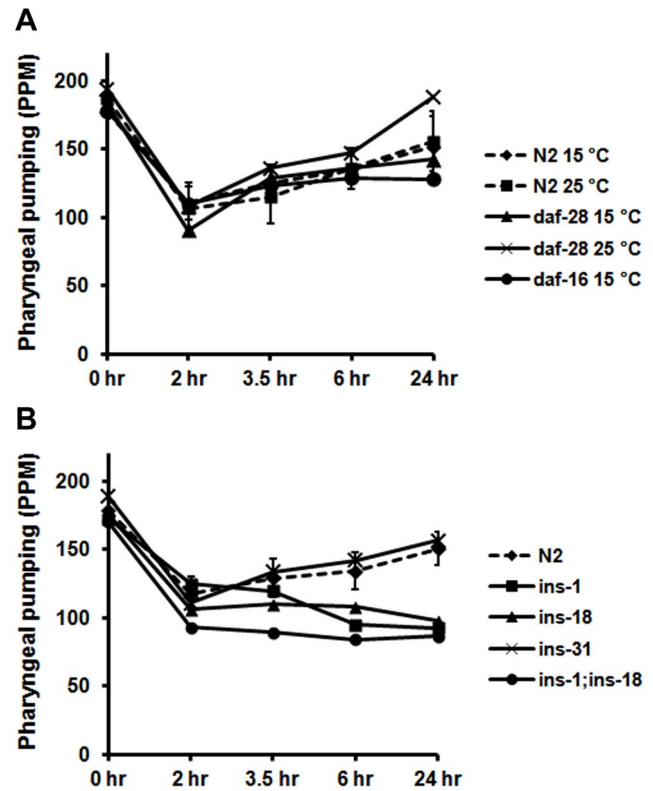 A
Pharyngeal pumping (PPM)
200
150
100
50
0
0 hr 2 hr 3.5 hr 6 hr 24 hr
N2 15 °C
N2 25 °C
daf-28 15 °C
daf-28 25 °C
daf-16 15 °C
B
Pharyngeal pumping (PPM)
200
150
100
50
0
0 hr 2 hr 3.5 hr 6 hr 24 hr
N2
ins-1
ins-18
ins-31
ins-1;ins-18